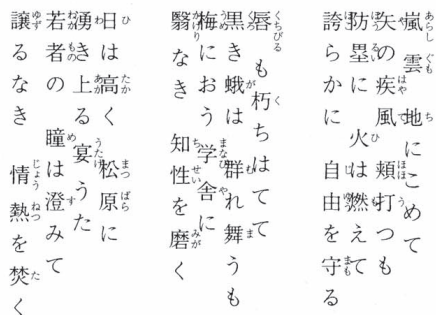 嵐雲 地にこめて
矢の疾風 頬打つも
防塁に 火は燃えて
誇らかに 自由を守る
唇も朽ちはてて
黒き蛾は 群れ舞うも
梅におう 学舎に
翳なき 知性を磨く
日は高く 松原に
湧き上る 宴うた
若者の 瞳は澄みて
譲るなき 情熱を焚く